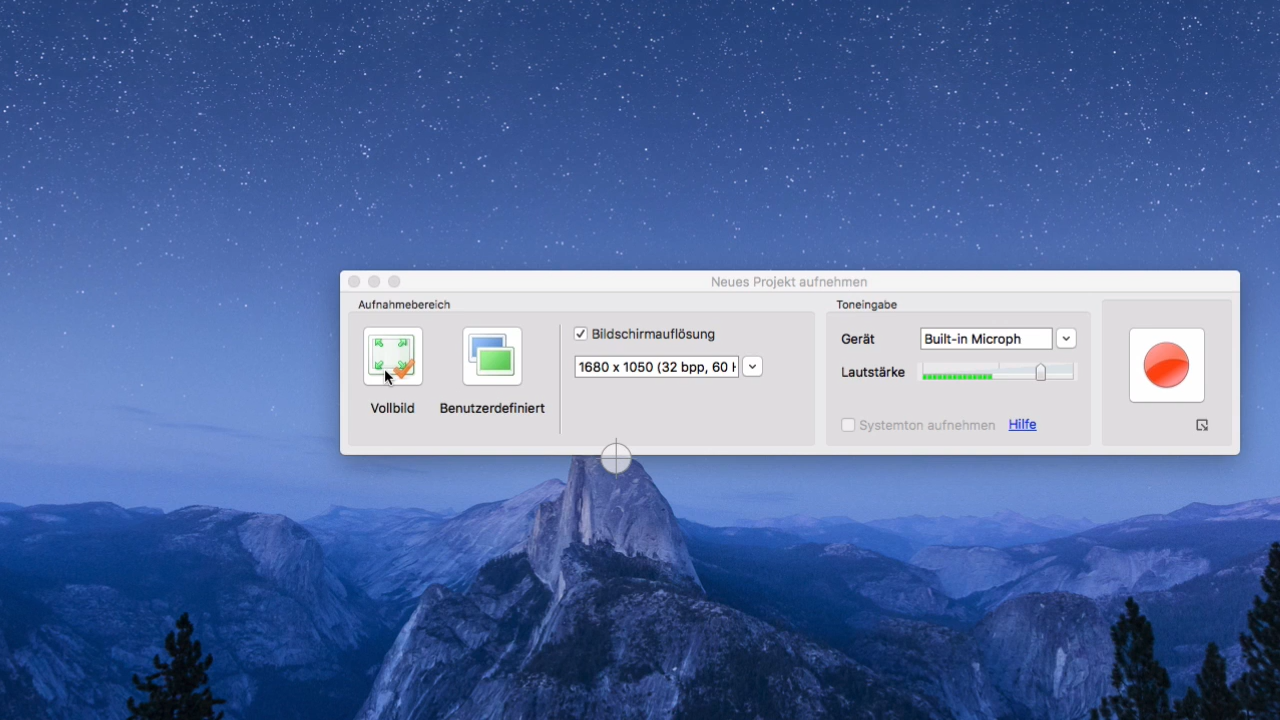 Neues Projekt aufnehmen
Aufnahmebereich
Vollbild
Benutzerdefiniert
Bildschirmauflösung
1680 x 1050 (32 bpp, 60 H
Toneingabe
Gerät
Built-in Microph
Lautstärke
Systemton aufnehmen
Hilfe